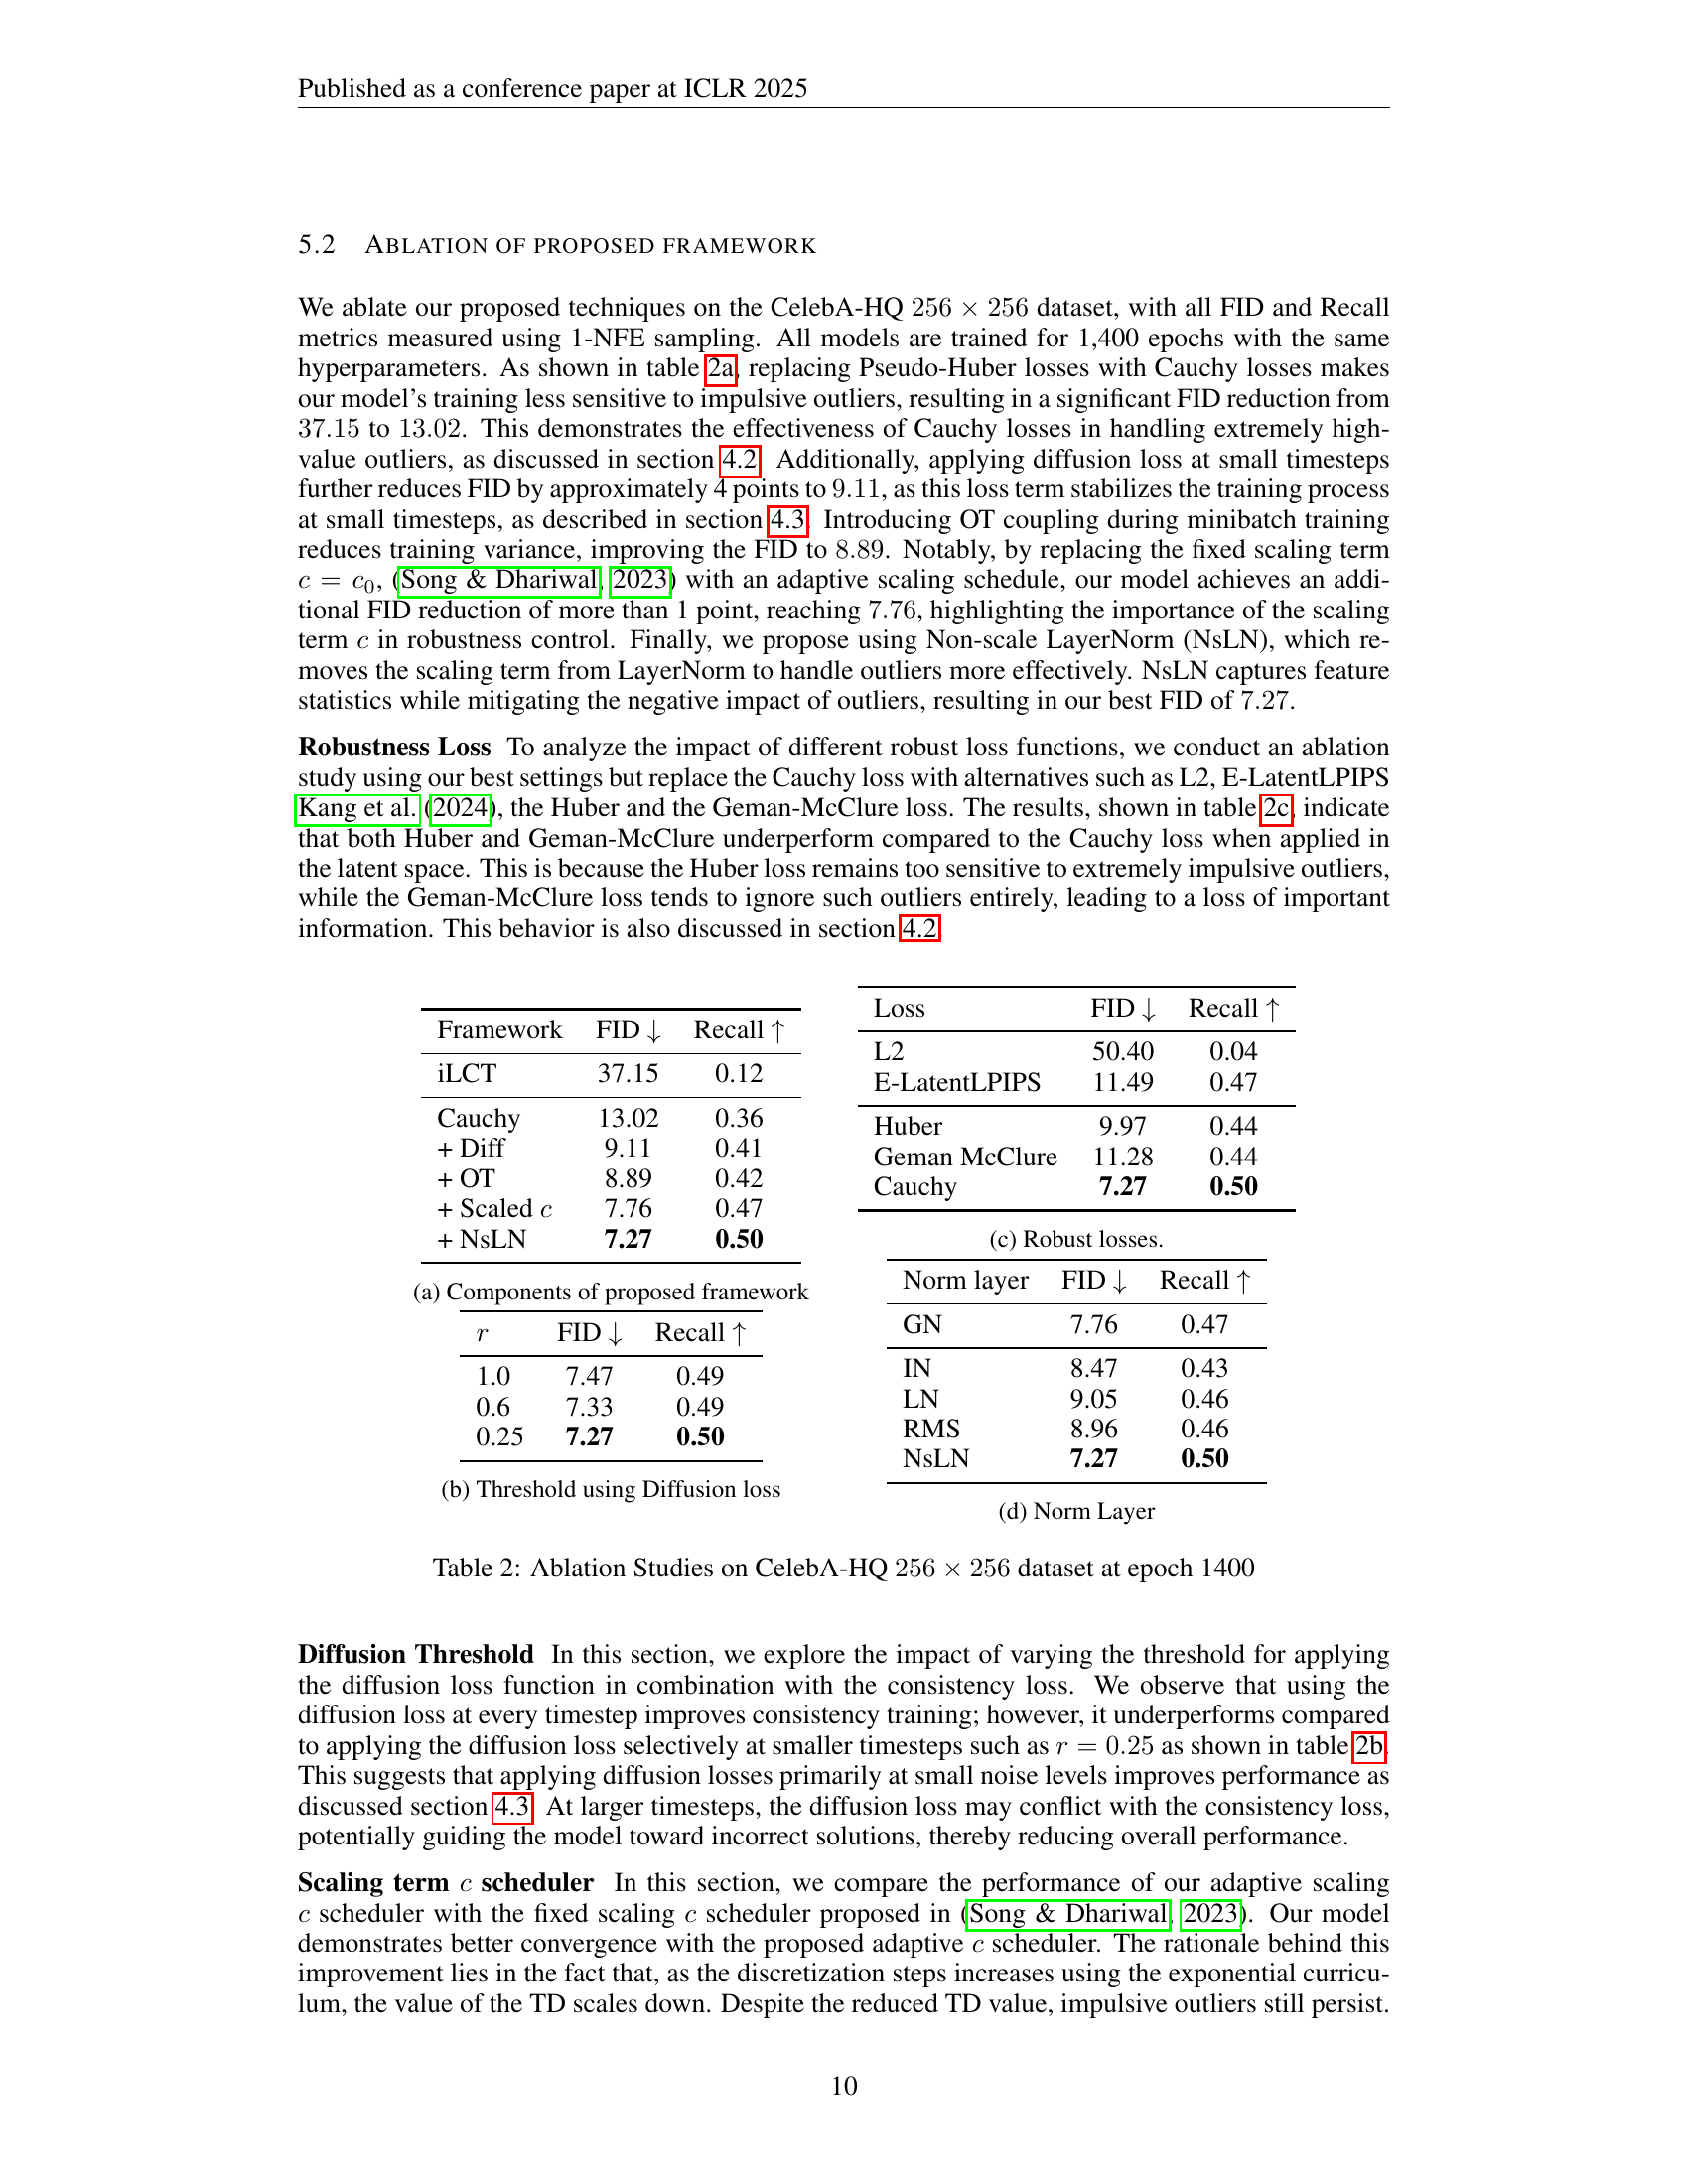 Published as a conference paper at ICLR 2025
5.2 ABLATION OF PROPOSED FRAMEWORK
We ablate our proposed techniques on the CelebA-HQ 256 × 256 dataset, with all FID and Recall
metrics measured using 1-NFE sampling. All models are trained for 1,400 epochs with the same
hyperparameters. As shown in table 2a, replacing Pseudo-Huber losses with Cauchy losses makes
our model's training less sensitive to impulsive outliers, resulting in a significant FID reduction from
37.15 to 13.02. This demonstrates the effectiveness of Cauchy losses in handling extremely high-
value outliers, as discussed in section 4.2. Additionally, applying diffusion loss at small timesteps
further reduces FID by approximately 4 points to 9.11, as this loss term stabilizes the training process
at small timesteps, as described in section 4.3. Introducing OT coupling during minibatch training
reduces training variance, improving the FID to 8.89. Notably, by replacing the fixed scaling term
c = c₀, (Song & Dhariwal, 2023) with an adaptive scaling schedule, our model achieves an addi-
tional FID reduction of more than 1 point, reaching 7.76, highlighting the importance of the scaling
term c in robustness control. Finally, we propose using Non-scale LayerNorm (NsLN), which re-
moves the scaling term from LayerNorm to handle outliers more effectively. NsLN captures feature
statistics while mitigating the negative impact of outliers, resulting in our best FID of 7.27.
Robustness Loss To analyze the impact of different robust loss functions, we conduct an ablation
study using our best settings but replace the Cauchy loss with alternatives such as L2, E-LatentLPIPS
Kang et al. (2024), the Huber and the Geman-McClure loss. The results, shown in table 2c, indicate
that both Huber and Geman-McClure underperform compared to the Cauchy loss when applied in
the latent space. This is because the Huber loss remains too sensitive to extremely impulsive outliers,
while the Geman-McClure loss tends to ignore such outliers entirely, leading to a loss of important
information. This behavior is also discussed in section 4.2.
Framework FID ↓ Recall ↑
iLCT 37.15 0.12
Cauchy 13.02 0.36
+ Diff 9.11 0.41
+ OT 8.89 0.42
+ Scaled c 7.76 0.47
+ NsLN 7.27 0.50
(a) Components of proposed framework
r FID ↓ Recall ↑
1.0 7.47 0.49
0.6 7.33 0.49
0.25 7.27 0.50
(b) Threshold using Diffusion loss
Loss FID ↓ Recall ↑
L2 50.40 0.04
E-LatentLPIPS 11.49 0.47
Huber 9.97 0.44
Geman McClure 11.28 0.44
Cauchy 7.27 0.50
(c) Robust losses.
Norm layer FID ↓ Recall ↑
GN 7.76 0.47
IN 8.47 0.43
LN 9.05 0.46
RMS 8.96 0.46
NsLN 7.27 0.50
(d) Norm Layer
Table 2: Ablation Studies on CelebA-HQ 256 × 256 dataset at epoch 1400
Diffusion Threshold In this section, we explore the impact of varying the threshold for applying
the diffusion loss function in combination with the consistency loss. We observe that using the
diffusion loss at every timestep improves consistency training; however, it underperforms compared
to applying the diffusion loss selectively at smaller timesteps such as r = 0.25 as shown in table 2b.
This suggests that applying diffusion losses primarily at small noise levels improves performance as
discussed section 4.3. At larger timesteps, the diffusion loss may conflict with the consistency loss,
potentially guiding the model toward incorrect solutions, thereby reducing overall performance.
Scaling term c scheduler In this section, we compare the performance of our adaptive scaling
c scheduler with the fixed scaling c scheduler proposed in (Song & Dhariwal, 2023). Our model
demonstrates better convergence with the proposed adaptive c scheduler. The rationale behind this
improvement lies in the fact that, as the discretization steps increases using the exponential curricu-
lum, the value of the TD scales down. Despite the reduced TD value, impulsive outliers still persist.
10